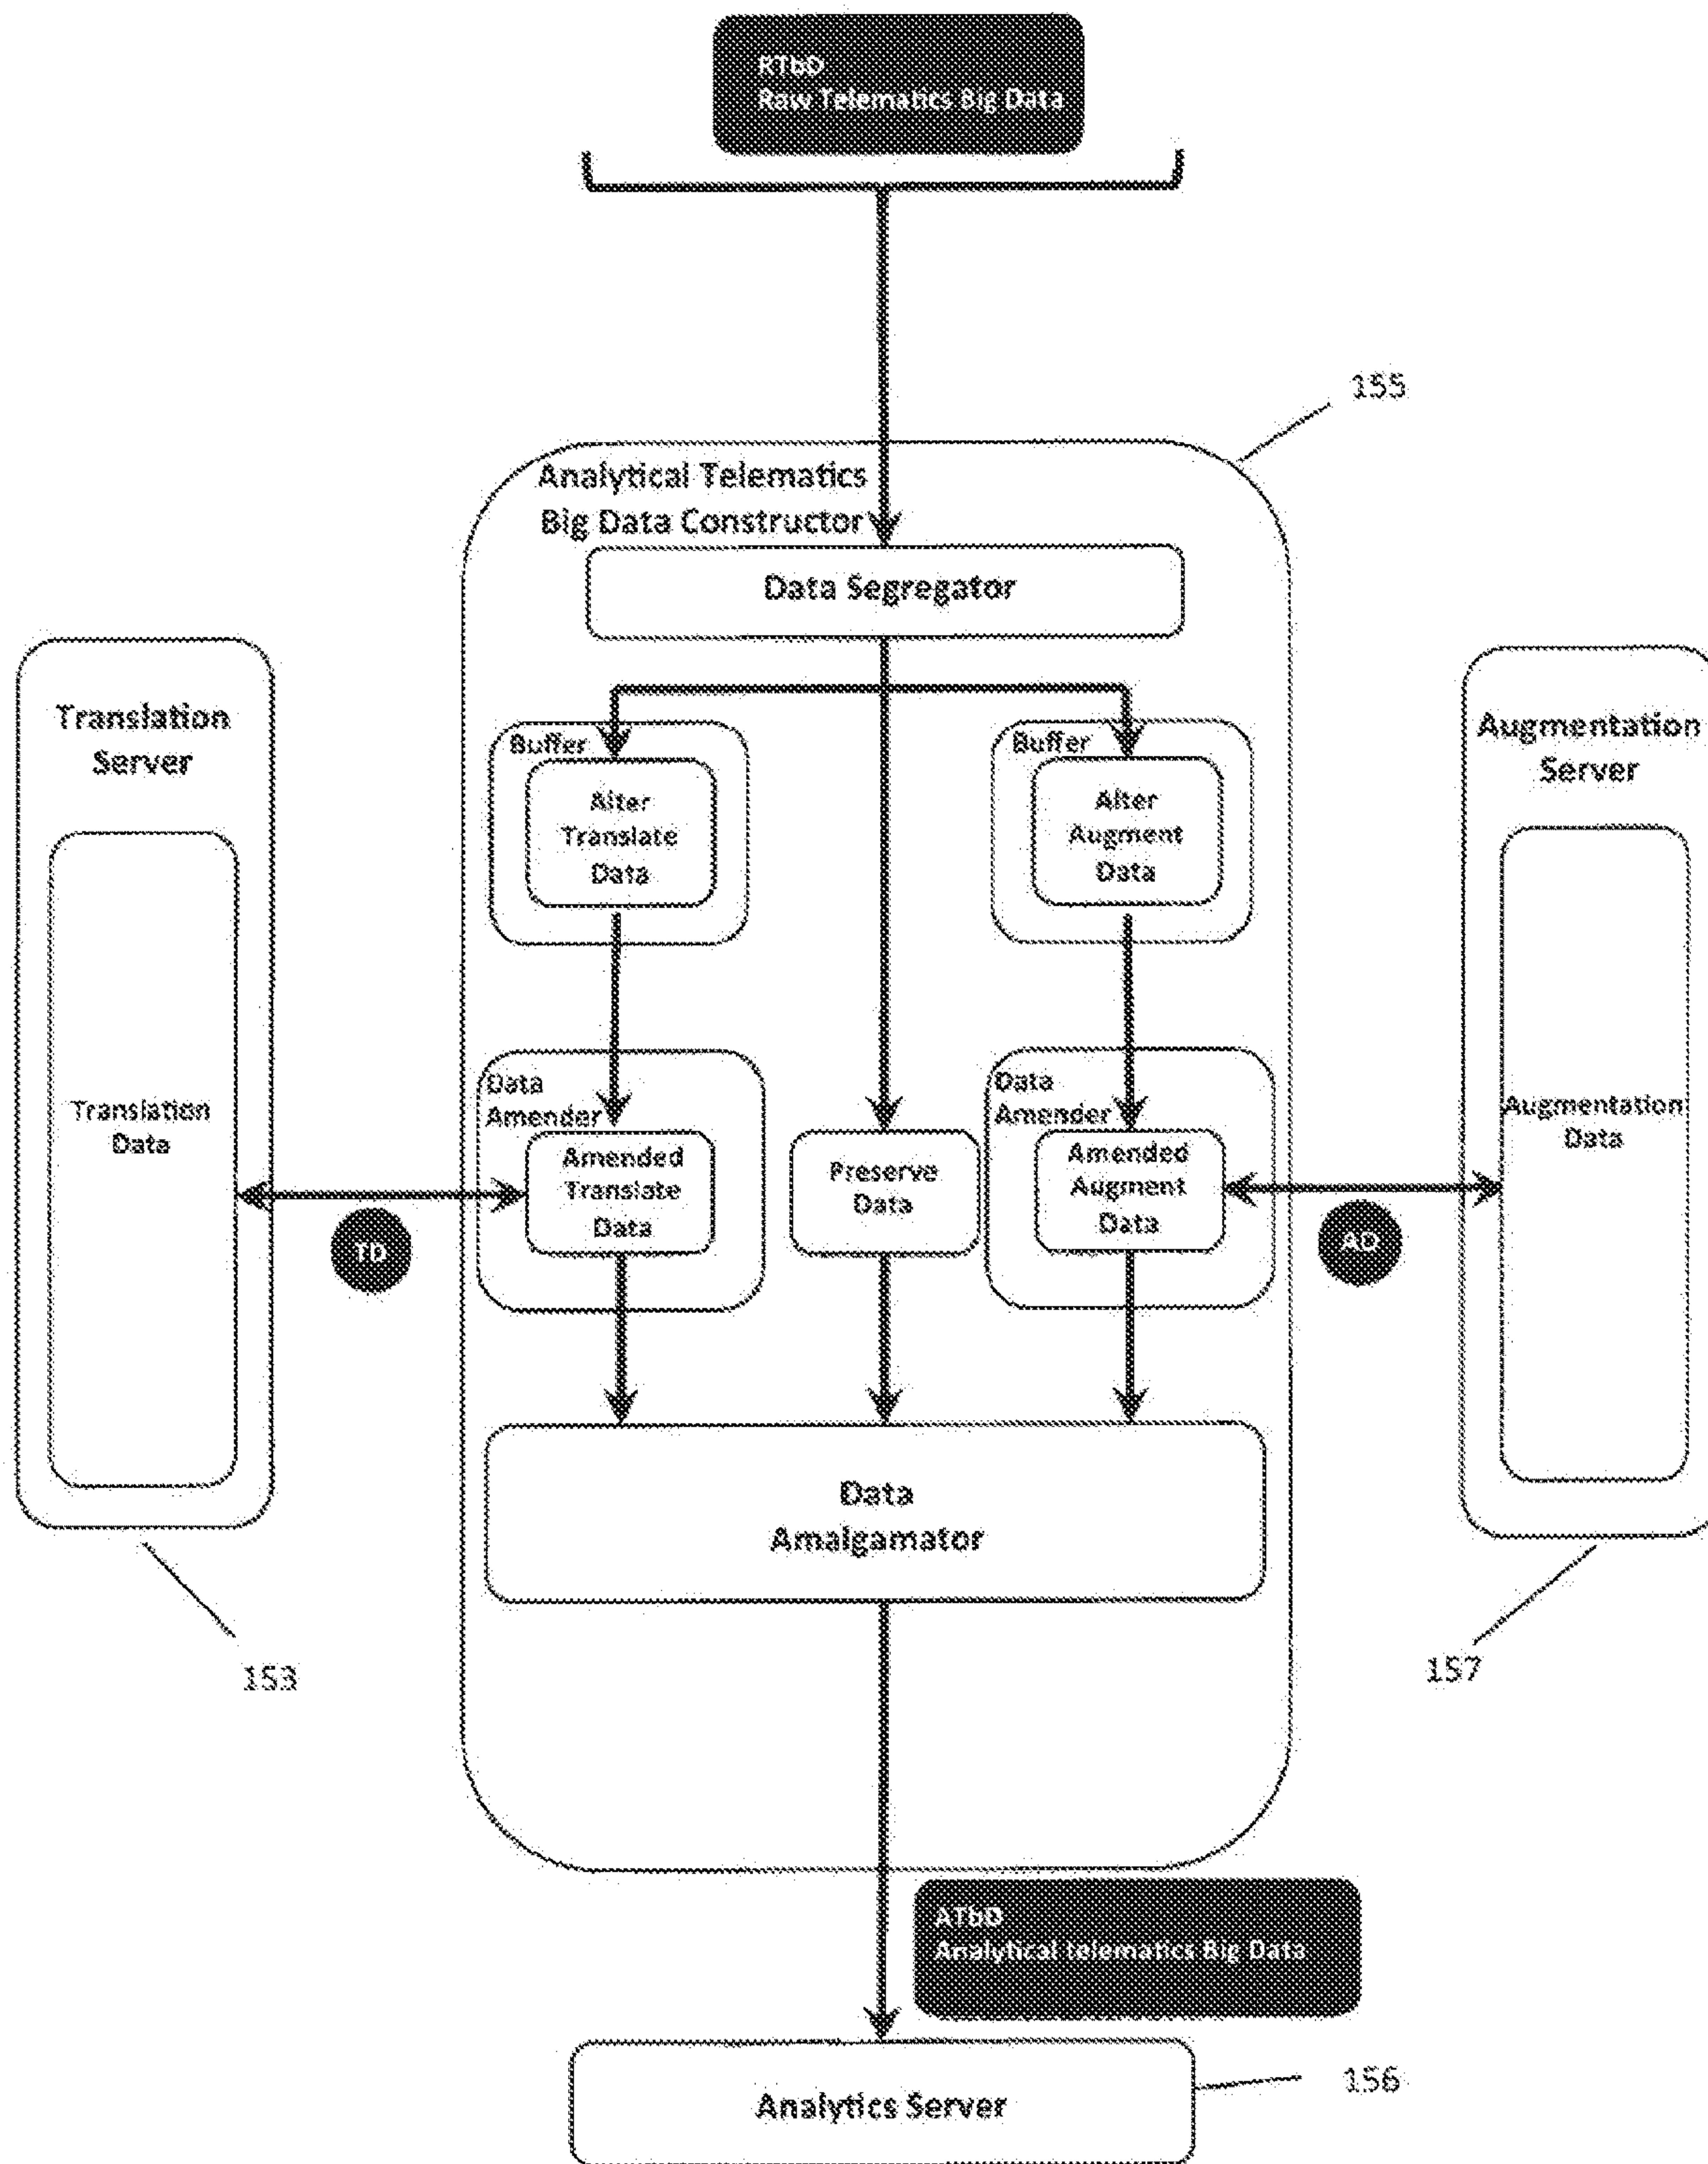 RTbD
Raw Telematics Big Data
155
Analytical Telematics
Big Data Constructor
Data Segregator
Translation
Server
Translation
Data
Buffer
Alter
Translate
Data
Buffer
Alter
Augment
Data
Augmentation
Server
Augmentation
Data
Data
Amender
Amended
Translate
Data
Preserve
Data
Data
Amender
Amended
Augment
Data
TD
AD
Data
Amalgamator
153
157
ATbD
Analytical telematics Big Data
Analytics Server
156